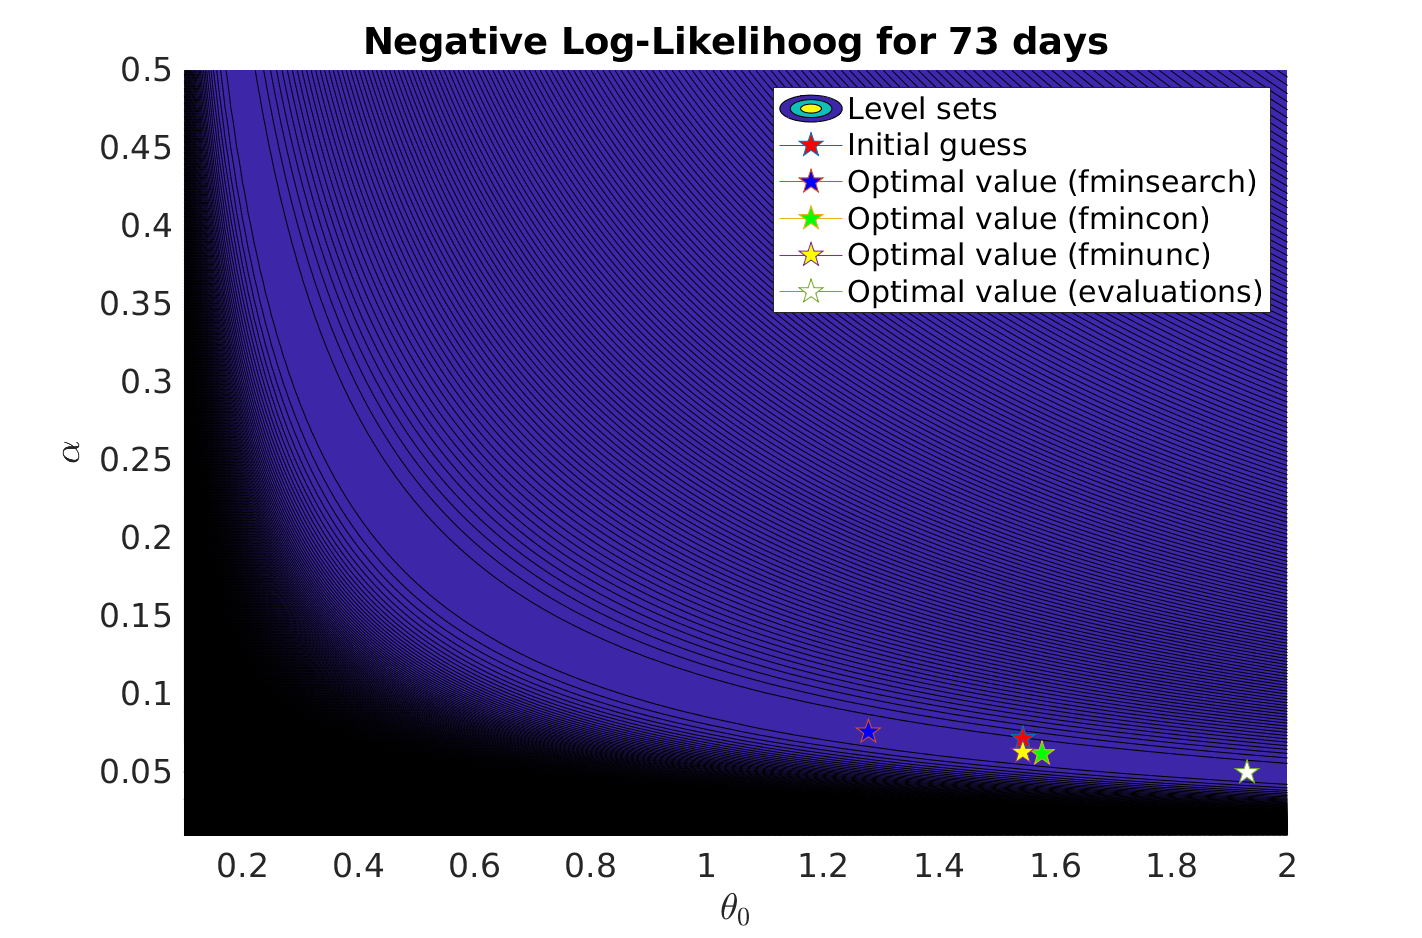 Negative Log-Likelihoog for 73 days
0.5
0.45
0.4
0.35
0.3
0.25
0.2
0.15
0.1
0.05
α
Level sets
Initial guess
Optimal value (fminsearch)
Optimal value (fmincon)
Optimal value (fminunc)
Optimal value (evaluations)
0.2 0.4 0.6 0.8 1 1.2 1.4 1.6 1.8 2
θ₀